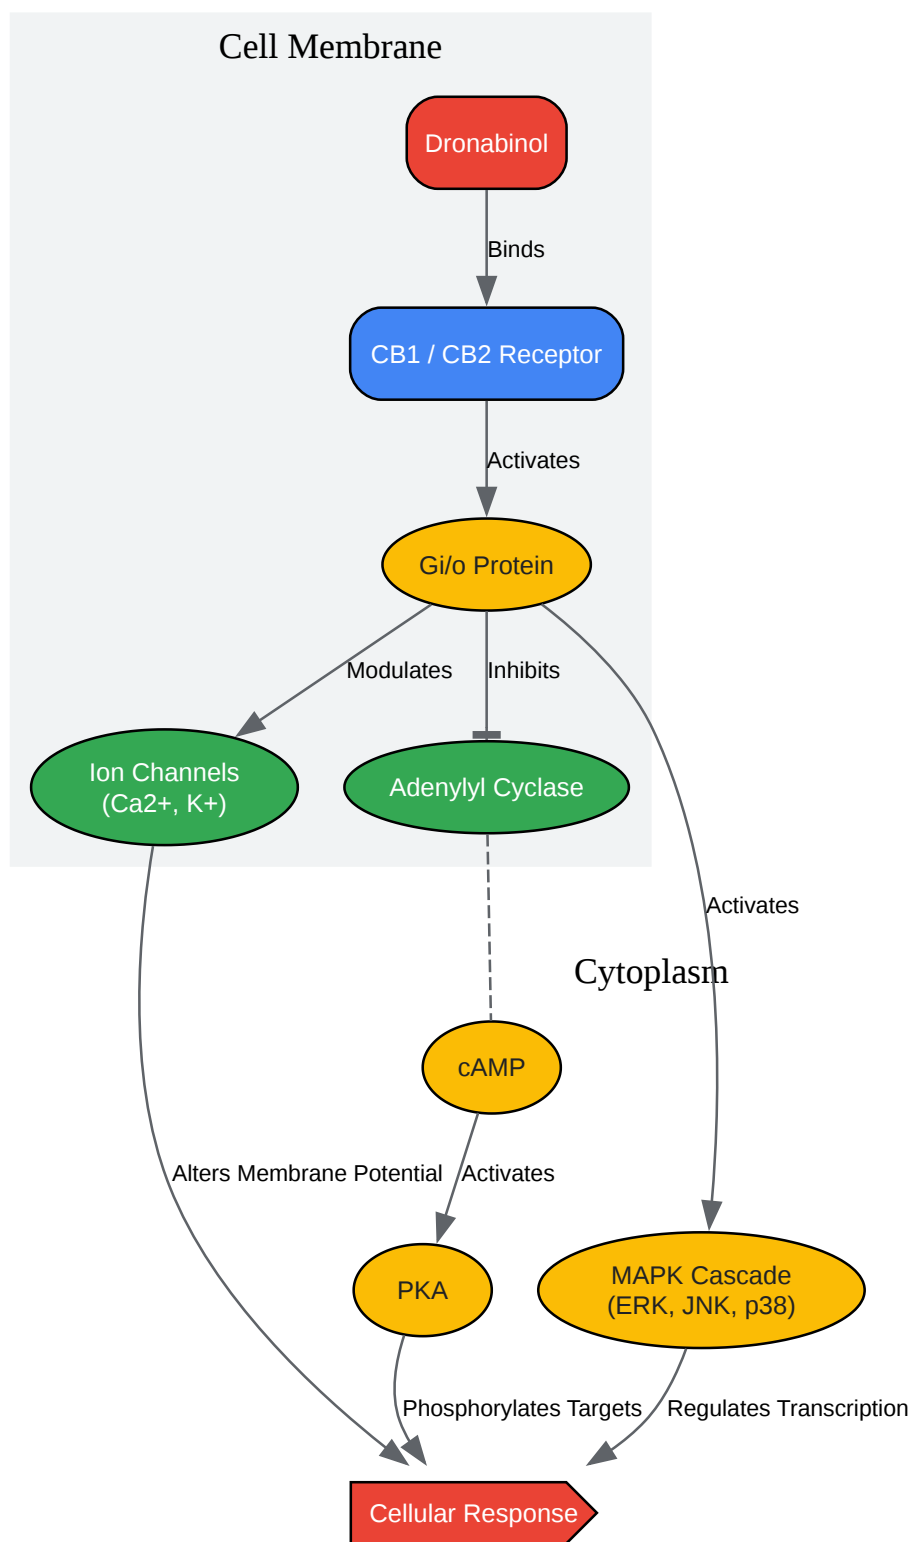 Cell Membrane
Dronabinol
Binds
CB1 / CB2 Receptor
Activates
Gi/o Protein
Modulates
Inhibits
Ion Channels
(Ca2+, K+)
Adenylyl Cyclase
Activates
Cytoplasm
cAMP
Alters Membrane Potential
Activates
PKA
MAPK Cascade
(ERK, JNK, p38)
Phosphorylates Targets
Regulates Transcription
Cellular Response